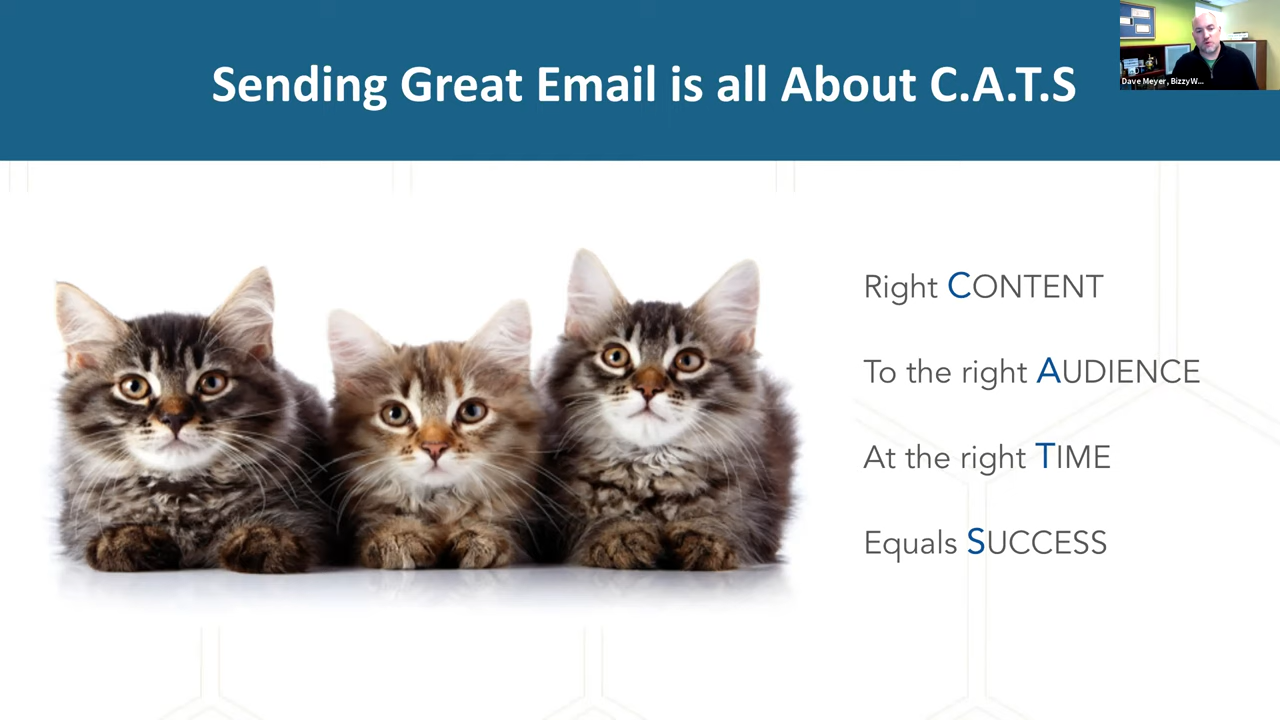 Sending Great Email is all About C.A.T.S
Dave Meyer, BizzyW...
Right CONTENT
To the right AUDIENCE
At the right TIME
Equals SUCCESS